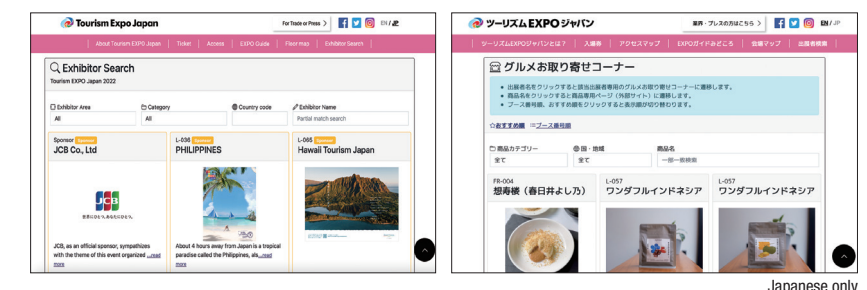 Tourism Expo Japan
For Trade or Press >
EN / JP
About Tourism EXPO Japan | Ticket | Access | EXPO Guide | Floor map | Exhibitor Search |
Exhibitor Search
Tourism EXPO Japan 2022
Exhibitor Area
Category
Country code
Exhibitor Name
All
All
Partial match search
Sponsor
JCB Co., Ltd
JCB
世界にひとつ。あなたにひとつ。
JCB, as an official sponsor, sympathizes
with the theme of this event organized ...read
more
L-036
PHILIPPINES
About 4 hours away from Japan is a tropical
paradise called the Philippines, als...read
more
L-065
Hawaii Tourism Japan
ツーリズムEXPOジャパン
業界・プレスの方はこちら >
EN / JP
ツーリズムEXPOジャパンとは? | 入場券 | アクセスマップ | EXPOガイドみどころ | 会場マップ | 出展者検索 |
グルメお取り寄せコーナー
出展者名をクリックすると該当出展者専用のグルメお取り寄せコーナーに遷移します。
商品名をクリックすると商品専用ページ（外部サイト）に遷移します。
ブース番号順、おすすめ順をクリックすると表示順が切り替わります。
☆おすすめ順
ブース番号順
商品カテゴリー
国・地域
商品名
全て
全て
一部一致検索
FR-004
想寿楼（春日井よし乃）
L-057
ワンダフルインドネシア
L-057
ワンダフルインドネシア
Japanese only